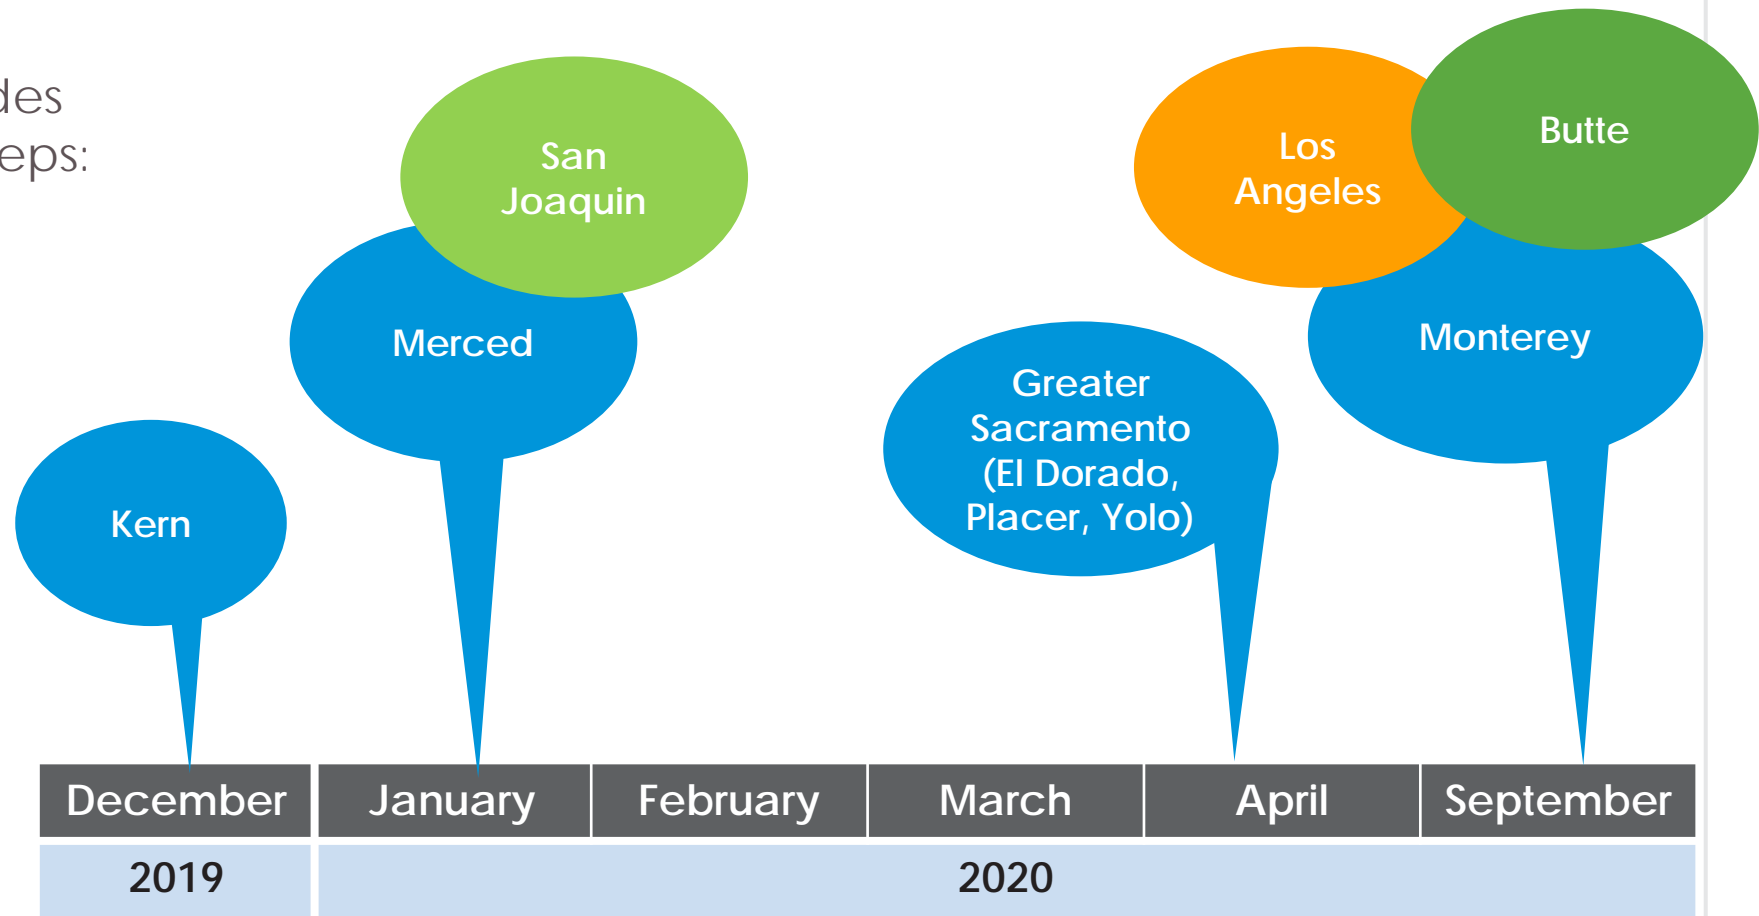 des
eps:
San
Joaquin
Los
Angeles
Butte
Merced
Monterey
Greater
Sacramento
(El Dorado,
Placer, Yolo)
Kern
December January February March April September
2019 2020